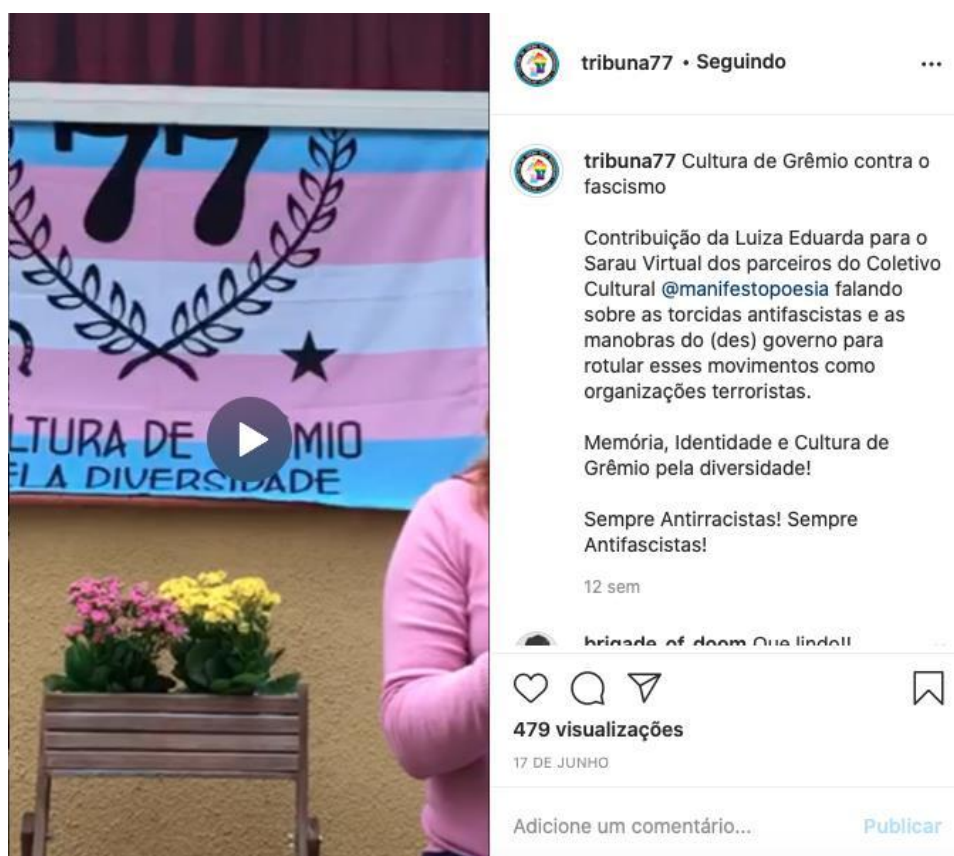 77
LTURA DE
MIO
ELA DIVERSIDADE
tribuna77 • Seguindo
...
tribuna77 Cultura de Grêmio contra o
fascismo
Contribuição da Luiza Eduarda para o
Sarau Virtual dos parceiros do Coletivo
Cultural @manifestopoesia falando
sobre as torcidas antifascistas e as
manobras do (des) governo para
rotular esses movimentos como
organizações terroristas.
Memória, Identidade e Cultura de
Grêmio pela diversidade!
Sempre Antirracistas! Sempre
Antifascistas!
12 sem
brigade_of_doom Que lindo!!
479 visualizações
17 DE JUNHO
Adicione um comentário...
Publicar